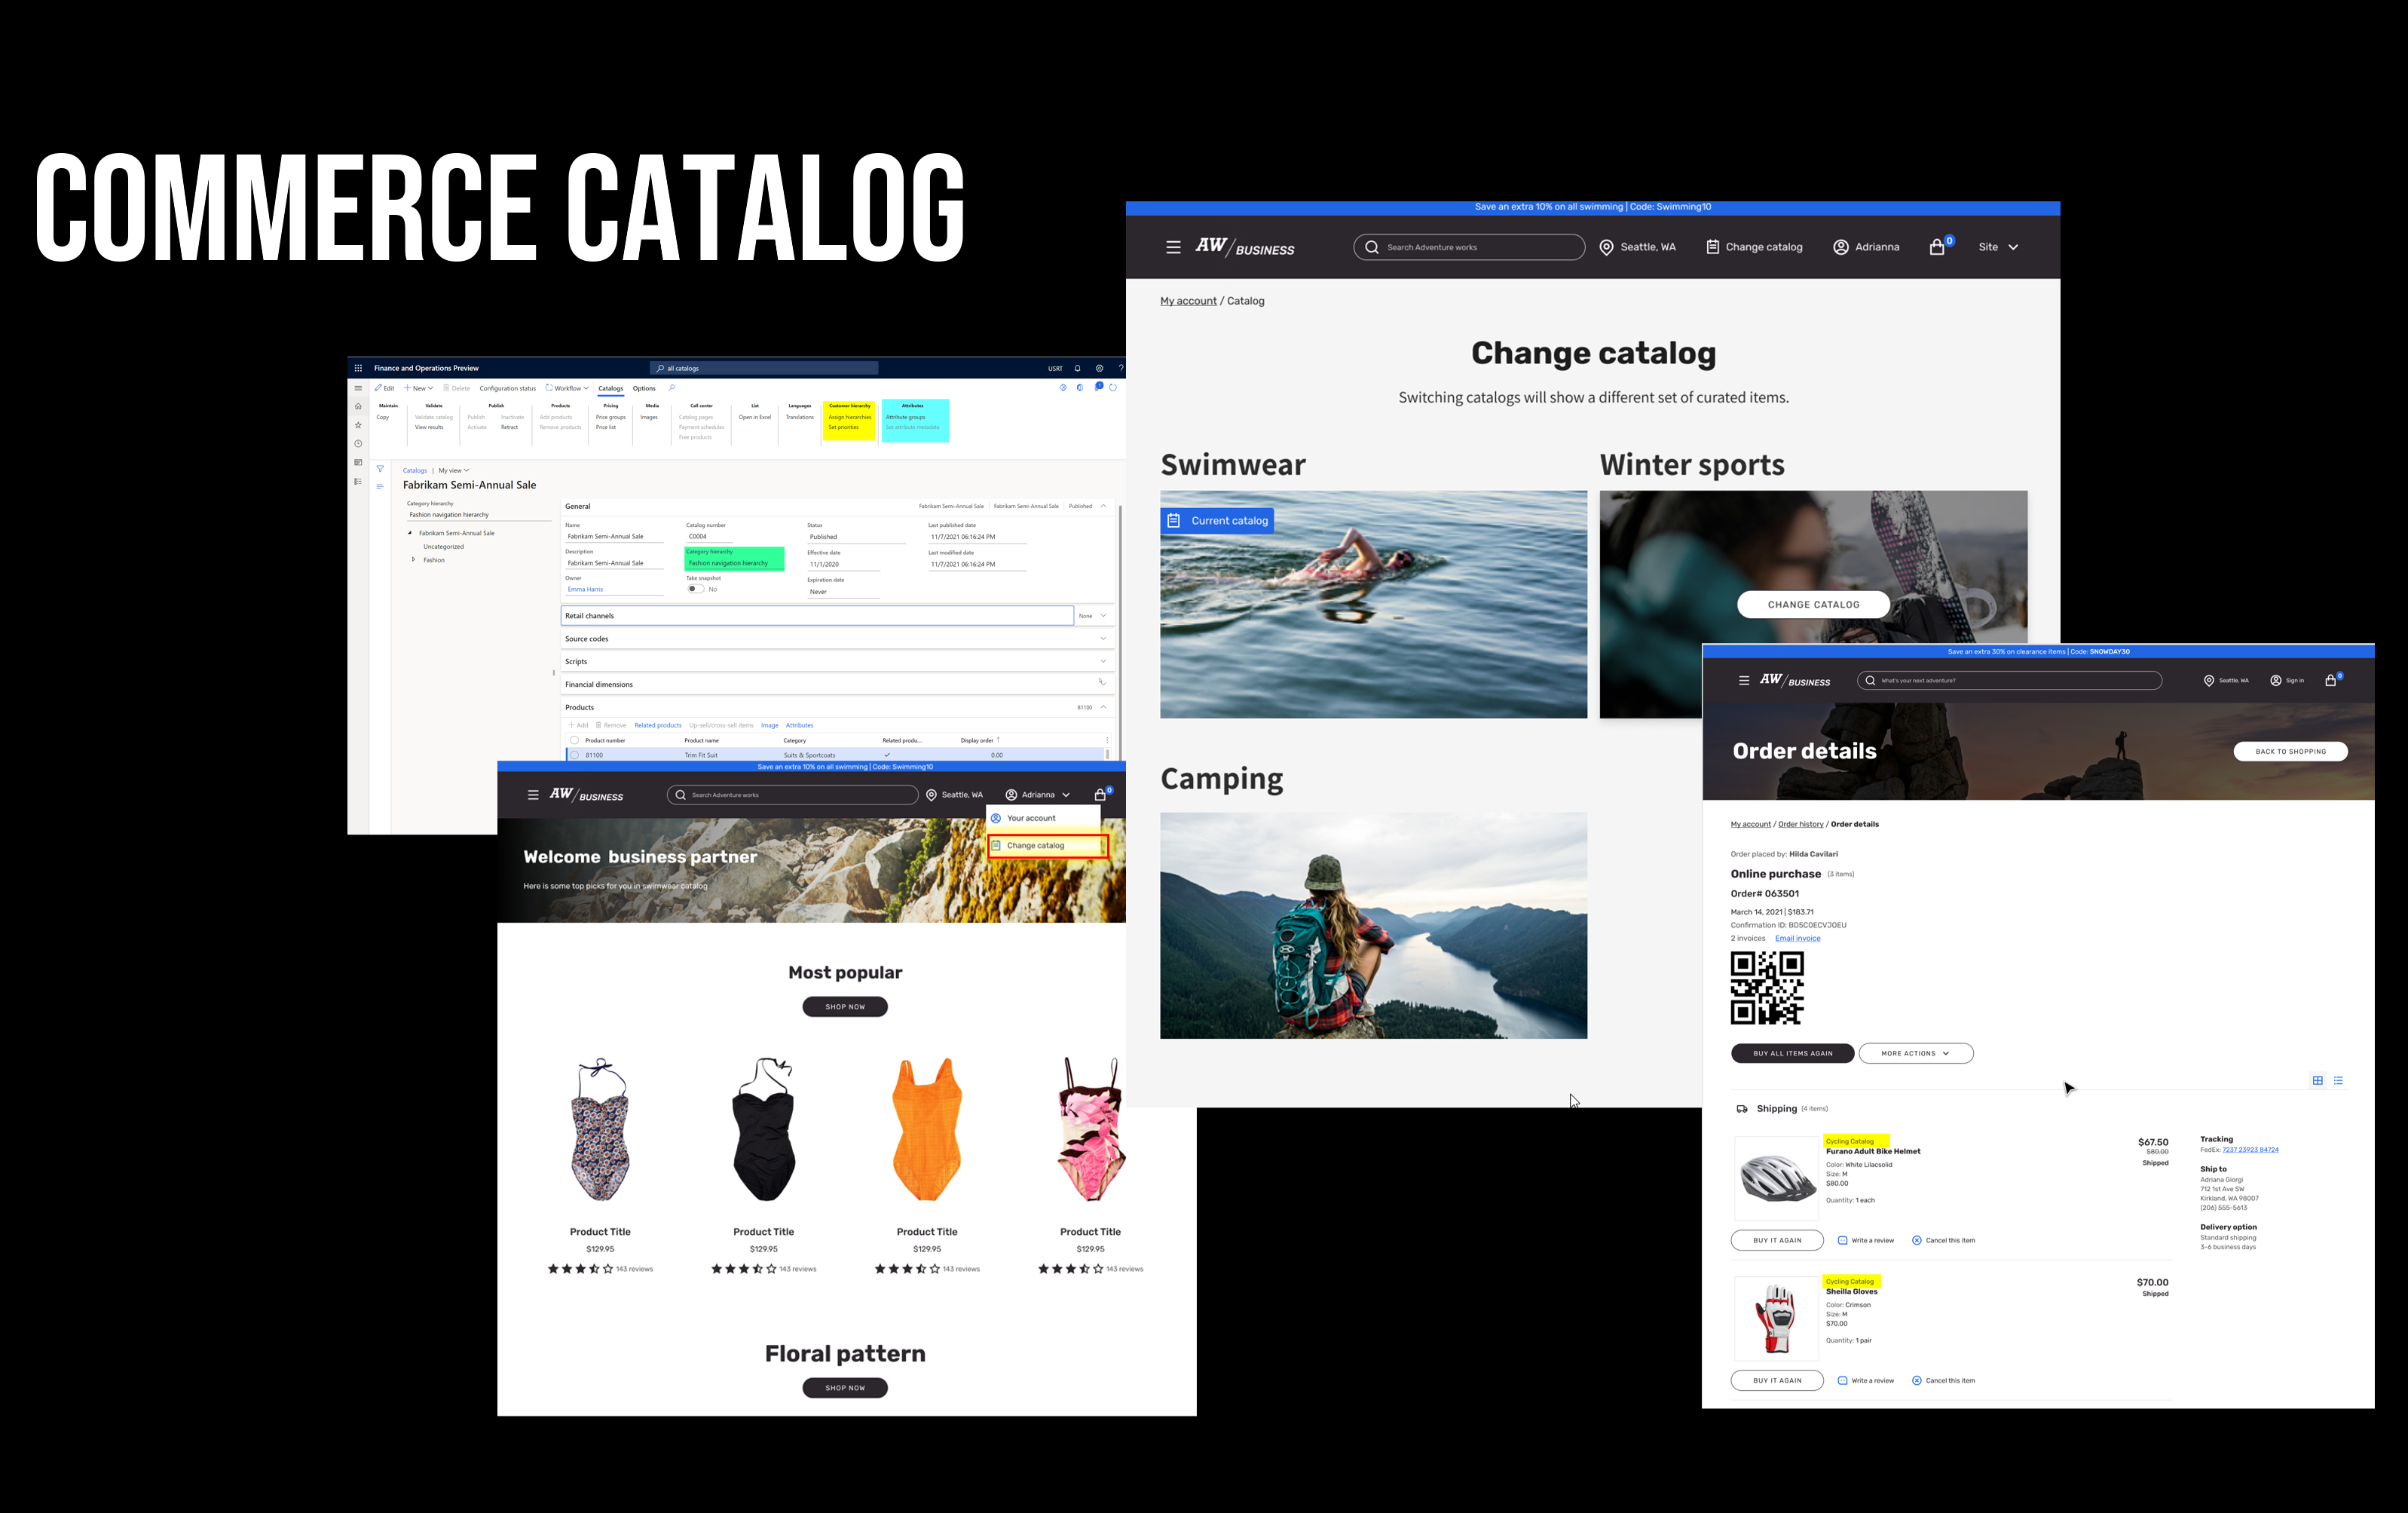 COMMERCE CATALOG
Finance and Operations Preview
all catalogs
USRT
Edit New Delete Configuration status Workflow Catalogs Options
Maintain Validate Publish Products Pricing Media Call center List Languages Customer hierarchy Attributes
Copy Validate catalog Publish Inactivate Add products Price groups Images Catalog pages Open in Excel Translations Assign hierarchies Attribute groups
View results Activate Retract Remove products Price list Payment schedules Set priorities Set attribute metadata
Free products
Catalogs | My view
Fabrikam Semi-Annual Sale
Category hierarchy
Fashion navigation hierarchy
Fabrikam Semi-Annual Sale
Uncategorized
Fashion
General
Fabrikam Semi-Annual Sale | Fabrikam Semi-Annual Sale | Published
Name Catalog number Status Last published date
Fabrikam Semi-Annual Sale C0004 Published 11/7/2021 06:16:24 PM
Description Category hierarchy Effective date Last modified date
Fabrikam Semi-Annual Sale Fashion navigation hierarchy 11/1/2020 11/7/2021 06:16:24 PM
Owner Take snapshot Expiration date
Emma Harris No Never
Retail channels None
Source codes
Scripts
Financial dimensions
Products 81100
Add Remove Related products Up-sell/cross-sell items Image Attributes
Product number Product name Category Related produ... Display order
81100 Trim Fit Suit Suits & Sportcoats 0.00
Save an extra 10% on all swimming | Code: Swimming10
AW/BUSINESS
Search Adventure works
Seattle, WA
Adrianna
0
Your account
Change catalog
Welcome business partner
Here is some top picks for you in swimwear catalog
Most popular
SHOP NOW
Product Title Product Title Product Title Product Title
$129.95 $129.95 $129.95 $129.95
143 reviews 143 reviews 143 reviews 143 reviews
Floral pattern
SHOP NOW
Save an extra 10% on all swimming | Code: Swimming10
AW/BUSINESS
Search Adventure works
Seattle, WA
Change catalog
Adrianna
0
Site
My account / Catalog
Change catalog
Switching catalogs will show a different set of curated items.
Swimwear
Current catalog
Winter sports
CHANGE CATALOG
Camping
Save an extra 30% on clearance items | Code: SNOWDAY30
AW/BUSINESS
What's your next adventure?
Seattle, WA
Sign in
0
Order details
BACK TO SHOPPING
My account / Order history / Order details
Order placed by: Hilda Cavilari
Online purchase (3 items)
Order# 063501
March 14, 2021 | $183.71
Confirmation ID: BD5C0ECVJOEU
2 invoices Email invoice
BUY ALL ITEMS AGAIN
MORE ACTIONS
Shipping (4 items)
Cycling Catalog
Furano Adult Bike Helmet
Color: White Lilacsolid
Size: M
$80.00
Quantity: 1 each
$67.50
$80.00
Shipped
BUY IT AGAIN
Write a review
Cancel this item
Tracking
FedEx: 7237 23923 84724
Ship to
Adriana Giorgi
712 1st Ave SW
Kirkland, WA 98007
(206) 555-5613
Delivery option
Standard shipping
3-6 business days
Cycling Catalog
Sheilla Gloves
Color: Crimson
Size: M
$70.00
Quantity: 1 pair
$70.00
Shipped
BUY IT AGAIN
Write a review
Cancel this item